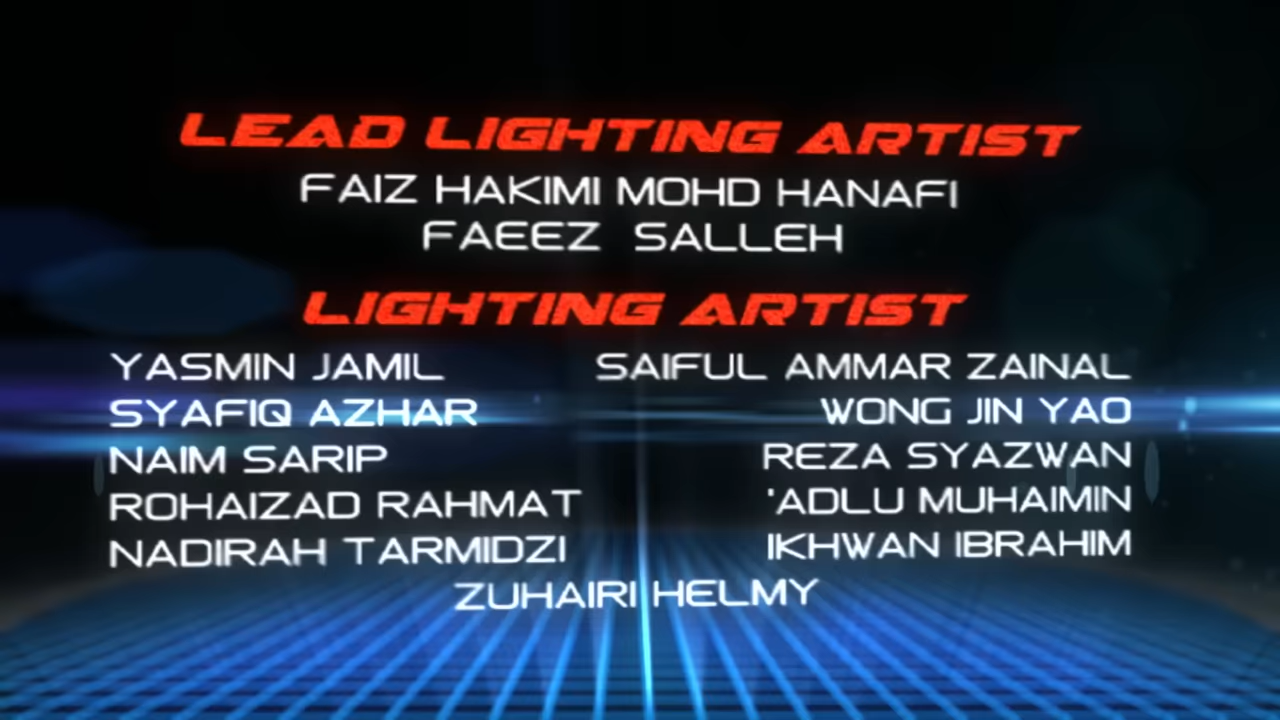 LEAD LIGHTING ARTIST
FAIZ HAKIMI MOHD HANAFI
FAEEZ SALLEH
LIGHTING ARTIST
YASMIN JAMIL SAIFUL AMMAR ZAINAL
SYAFIQ AZHAR WONG JIN YAO
NAIM SARIP REZA SYAZWAN
ROHAIZAD RAHMAT 'ADLU MUHAIMIN
NADIRAH TARMIDZI IKHWAN IBRAHIM
ZUHAIRI HELMY